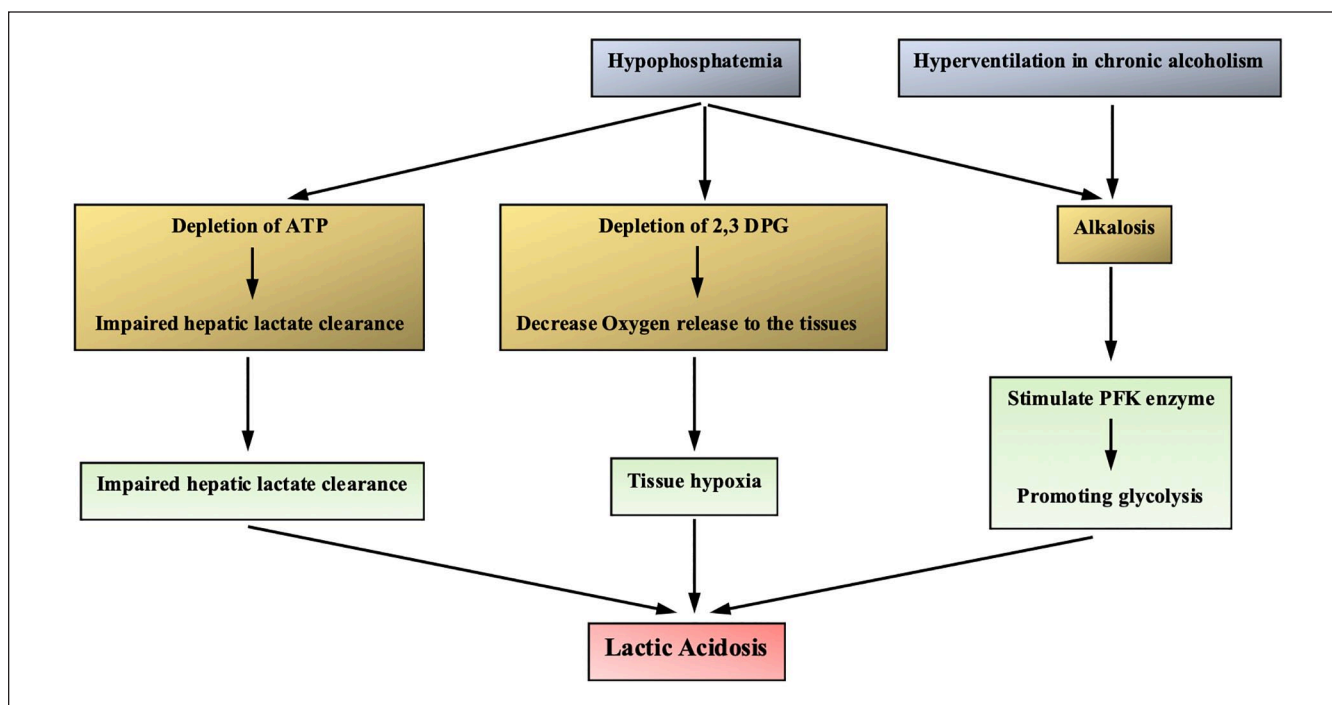 Hypophosphatemia
Hyperventilation in chronic alcoholism
Depletion of ATP
Depletion of 2,3 DPG
Alkalosis
Impaired hepatic lactate clearance
Decrease Oxygen release to the tissues
Stimulate PFK enzyme
Impaired hepatic lactate clearance
Tissue hypoxia
Promoting glycolysis
Lactic Acidosis